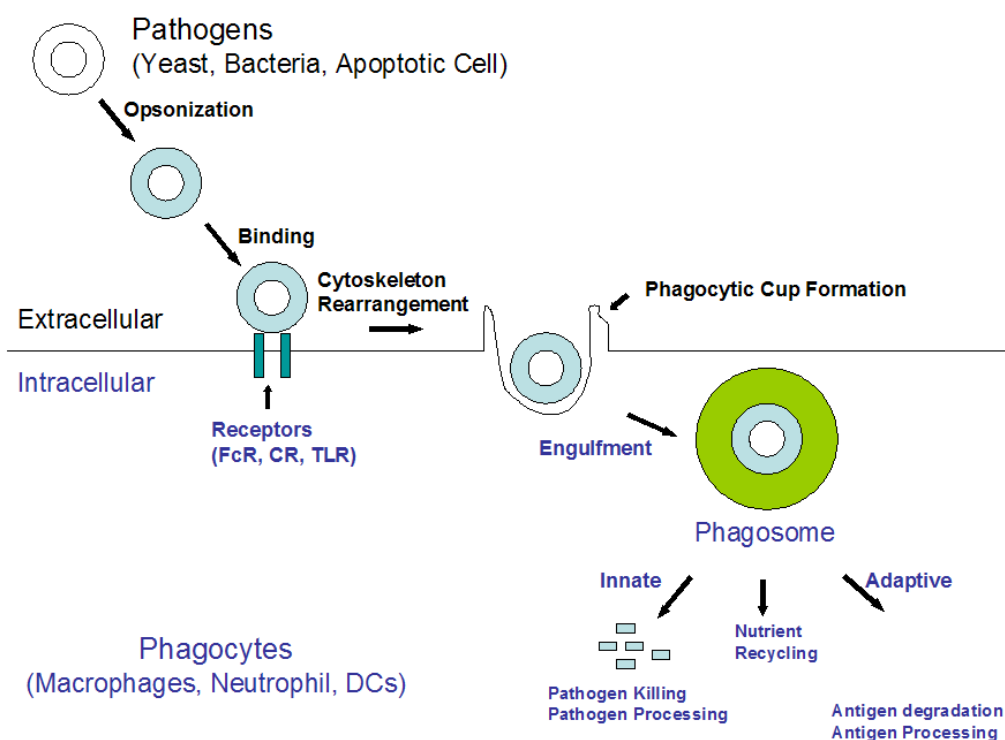 Pathogens
(Yeast, Bacteria, Apoptotic Cell)
Opsonization
Binding
Cytoskeleton
Rearrangement
Phagocytic Cup Formation
Extracellular
Intracellular
Receptors
(FcR, CR, TLR)
Engulfment
Phagosome
Innate
Adaptive
Nutrient
Recycling
Phagocytes
(Macrophages, Neutrophil, DCs)
Pathogen Killing
Pathogen Processing
Antigen degradation
Antigen Processing